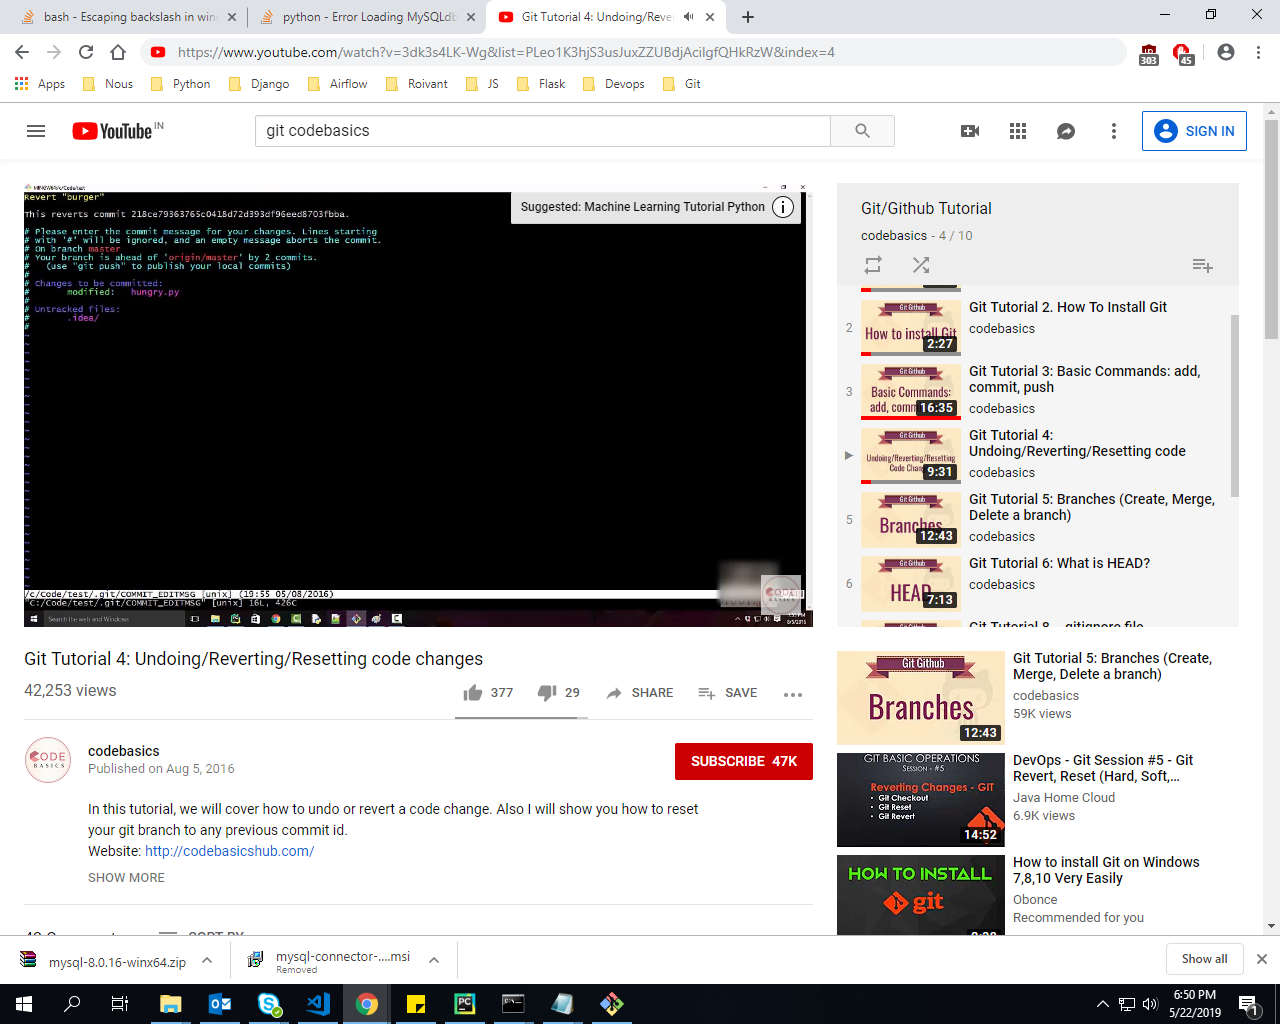 bash - Escaping backslash in win
python - Error Loading MySQLdb
Git Tutorial 4: Undoing/Rever
https://www.youtube.com/watch?v=3dk3s4LK-Wg&list=PLeo1K3hjS3usJuxZZUBdjAcilgfQHkRzW&index=4
303
45
Apps
Nous
Python
Django
Airflow
Roivant
JS
Flask
Devops
Git
YouTube IN
git codebasics
SIGN IN
MINGW64:/c/Code/test
Revert "burger"
This reverts commit 218ce79363765c0418d72d393df96eed8703fbba.
# Please enter the commit message for your changes. Lines starting
# with '#' will be ignored, and an empty message aborts the commit.
# On branch master
# Your branch is ahead of 'origin/master' by 2 commits.
#   (use "git push" to publish your local commits)
#
# Changes to be committed:
#       modified:   hungry.py
#
# Untracked files:
#       .idea/
#
/c/Code/test/.git/COMMIT_EDITMSG [unix] (19:55 05/08/2016)
"C:/Code/test/.git/COMMIT_EDITMSG" [unix] 16L, 426C
Search the web and Windows
Suggested: Machine Learning Tutorial Python
CODE
BASICS
Git/Github Tutorial
codebasics - 4 / 10
2
Git Github
How to install Git
2:27
Git Tutorial 2. How To Install Git
codebasics
3
Git Github
Basic Commands:
add, com
16:35
Git Tutorial 3: Basic Commands: add,
commit, push
codebasics
Git Github
Undoing/Reverting/Resetting
Code Chan
9:31
Git Tutorial 4:
Undoing/Reverting/Resetting code
codebasics
5
Git Github
Branches
12:43
Git Tutorial 5: Branches (Create, Merge,
Delete a branch)
codebasics
6
Git Github
HEAD
7:13
Git Tutorial 6: What is HEAD?
codebasics
Git Tutorial 8 - .gitignore file
Git Tutorial 4: Undoing/Reverting/Resetting code changes
42,253 views
377
29
SHARE
SAVE
CODE
BASICS
codebasics
Published on Aug 5, 2016
SUBSCRIBE 47K
In this tutorial, we will cover how to undo or revert a code change. Also I will show you how to reset
your git branch to any previous commit id.
Website: http://codebasicshub.com/
SHOW MORE
SORT BY
Git Github
Branches
12:43
Git Tutorial 5: Branches (Create,
Merge, Delete a branch)
codebasics
59K views
GIT BASIC OPERATIONS
SESSION - #5
Reverting Changes - GIT
• Git Checkout
• Git Reset
• Git Revert
14:52
DevOps - Git Session #5 - Git
Revert, Reset (Hard, Soft,...
Java Home Cloud
6.9K views
HOW TO INSTALL
git
How to install Git on Windows
7,8,10 Very Easily
Obonce
Recommended for you
mysql-8.0.16-winx64.zip
mysql-connector-....msi
Removed
Show all
6:50 PM
5/22/2019
1